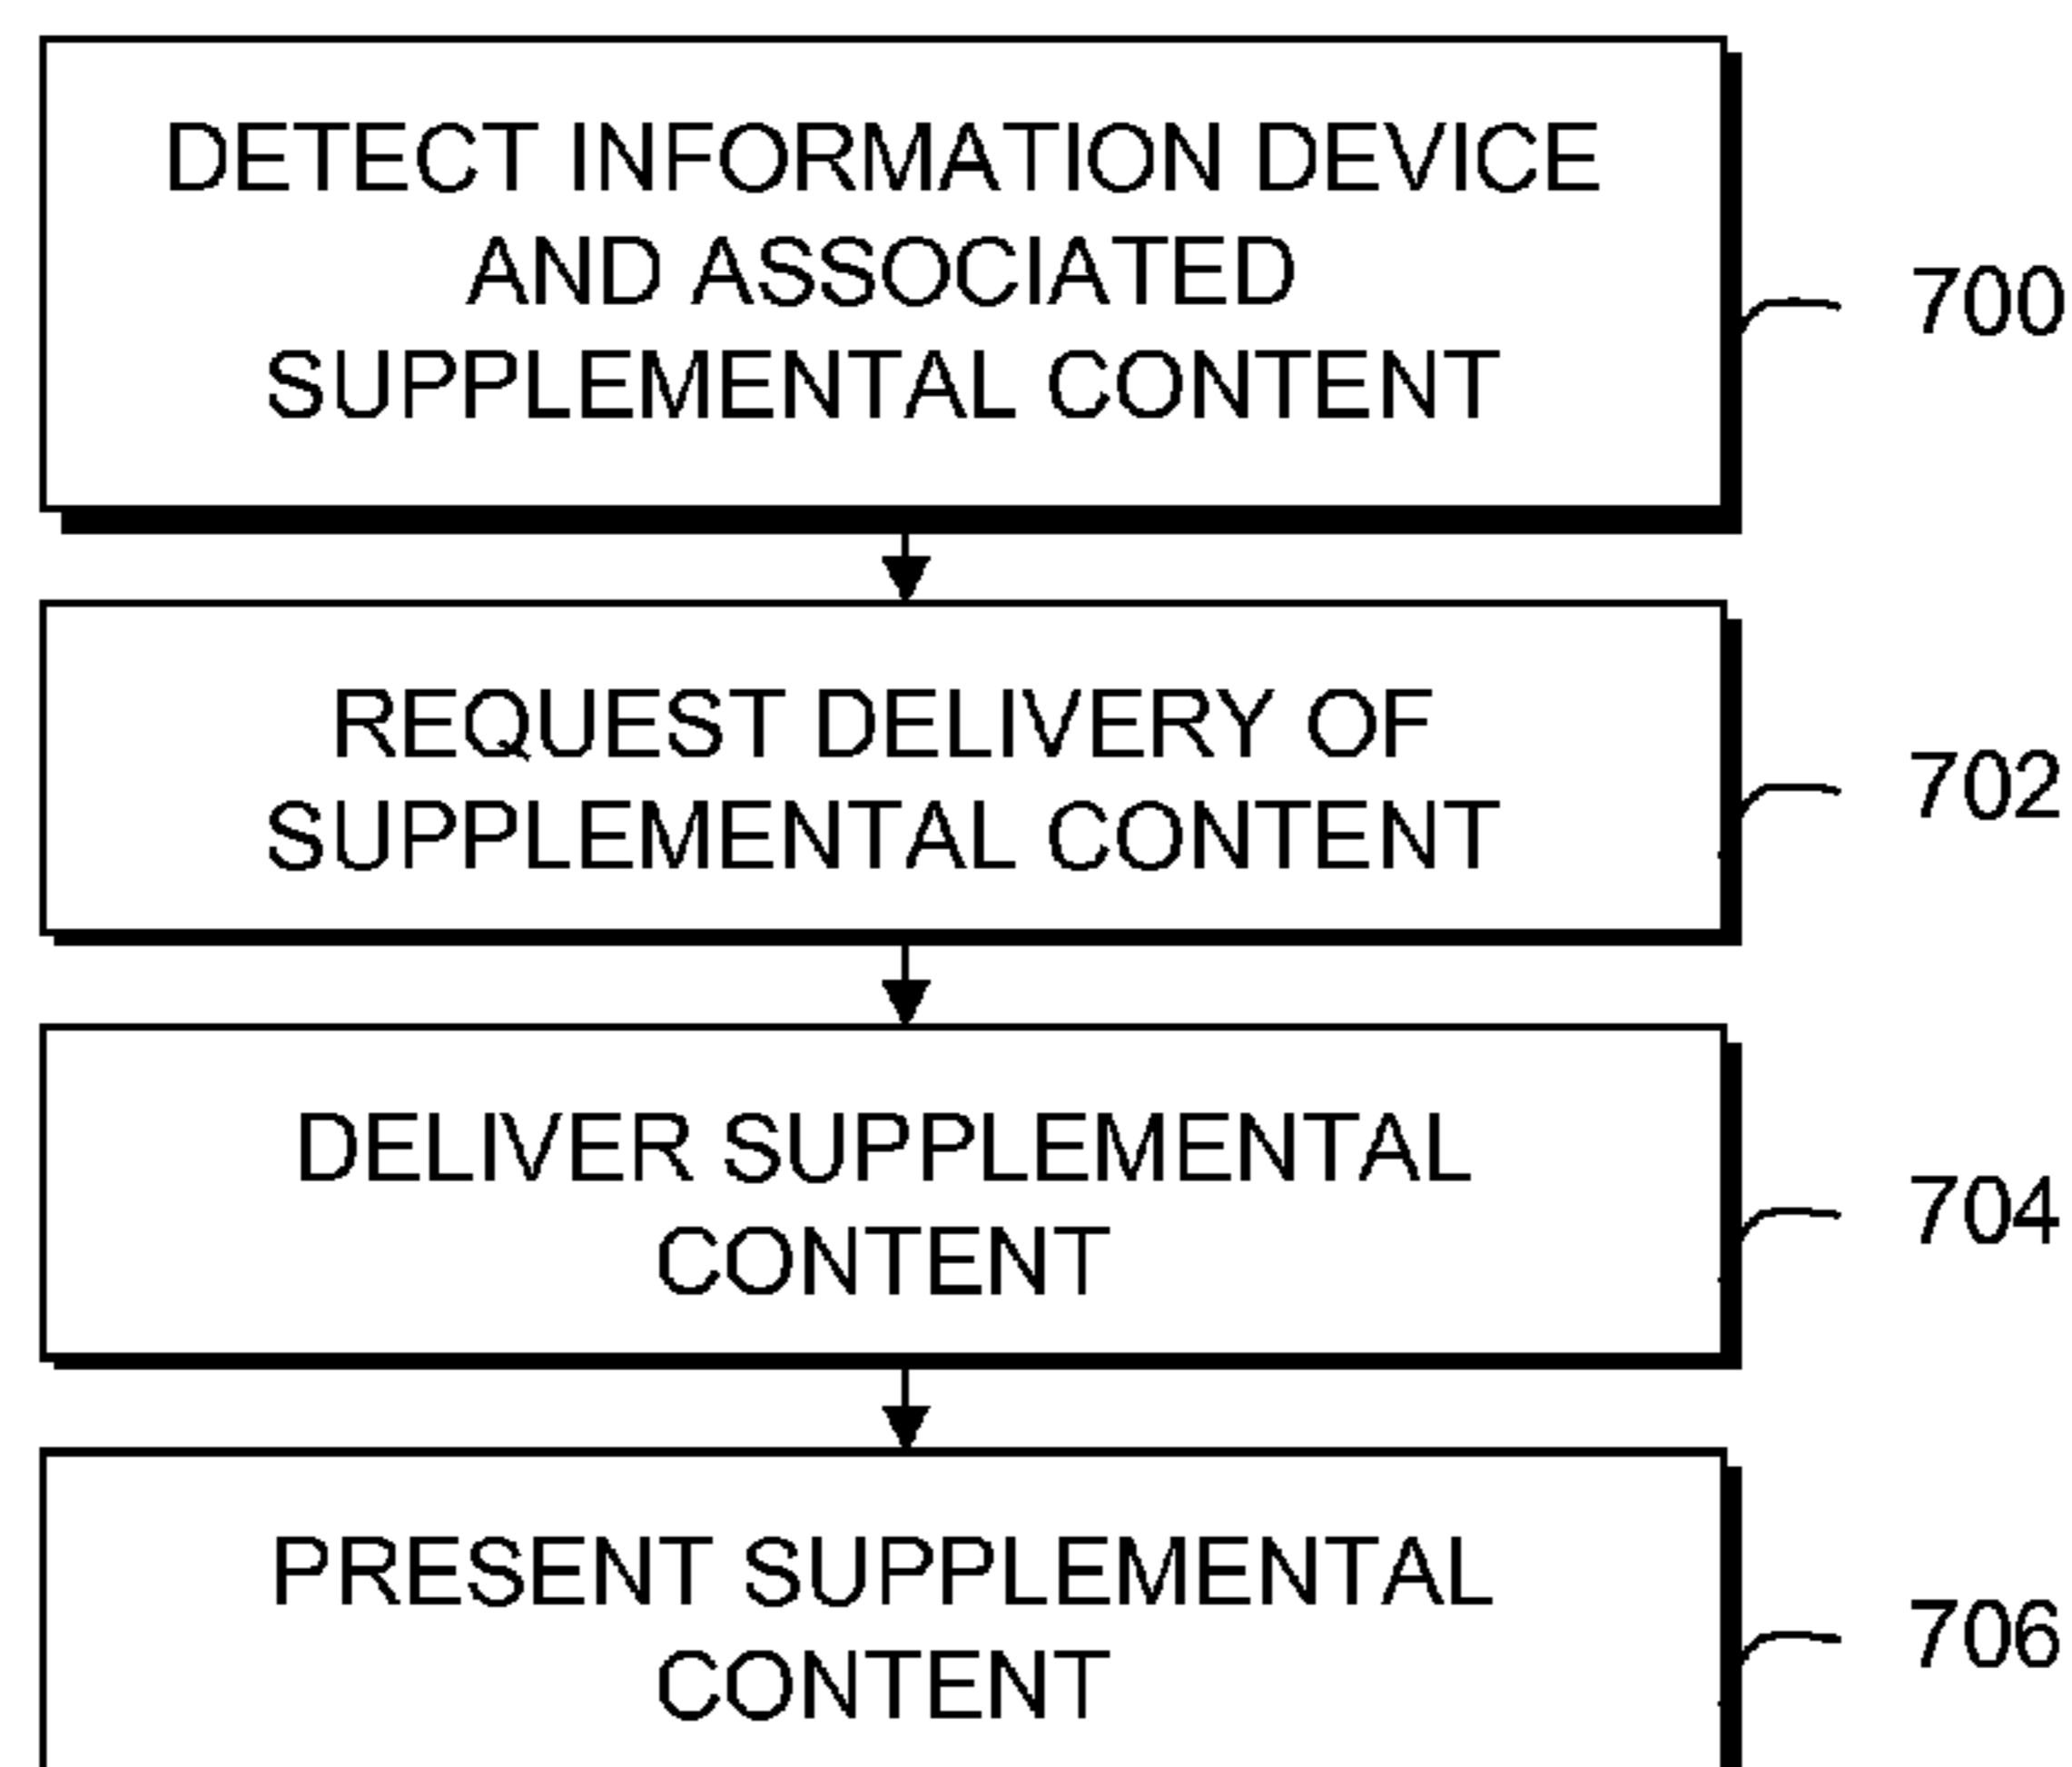 DETECT INFORMATION DEVICE
AND ASSOCIATED
SUPPLEMENTAL CONTENT
700
REQUEST DELIVERY OF
SUPPLEMENTAL CONTENT
702
DELIVER SUPPLEMENTAL
CONTENT
704
PRESENT SUPPLEMENTAL
CONTENT
706